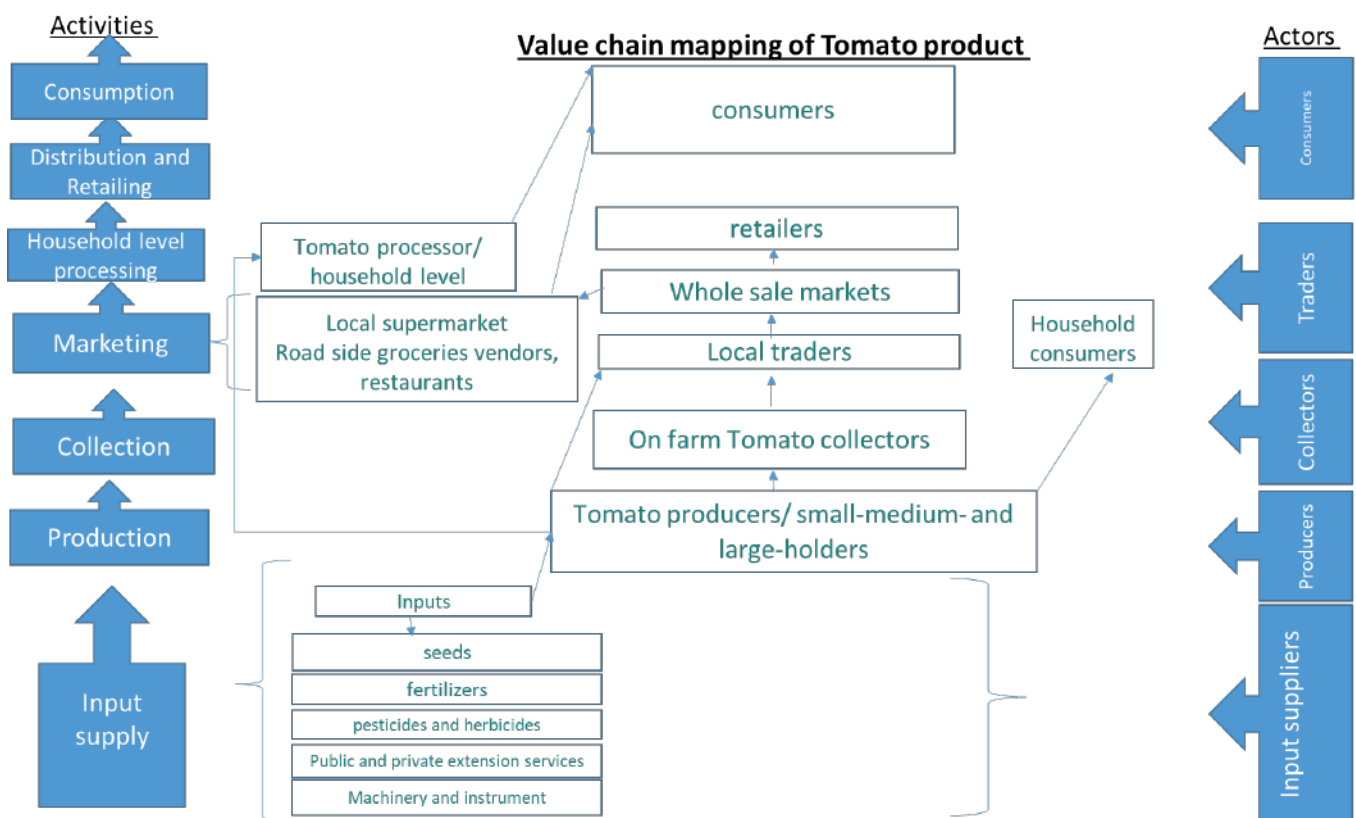 Activities
Value chain mapping of Tomato product
Actors
Consumption
Distribution and
Retailing
Household level
processing
Marketing
Collection
Production
Input
supply
consumers
retailers
Tomato processor/
household level
Whole sale markets
Local supermarket
Road side groceries vendors,
restaurants
Local traders
Household
consumers
On farm Tomato collectors
Tomato producers/ small-medium- and
large-holders
Inputs
seeds
fertilizers
pesticides and herbicides
Public and private extension services
Machinery and instrument
Consumers
Traders
Collectors
Producers
Input suppliers